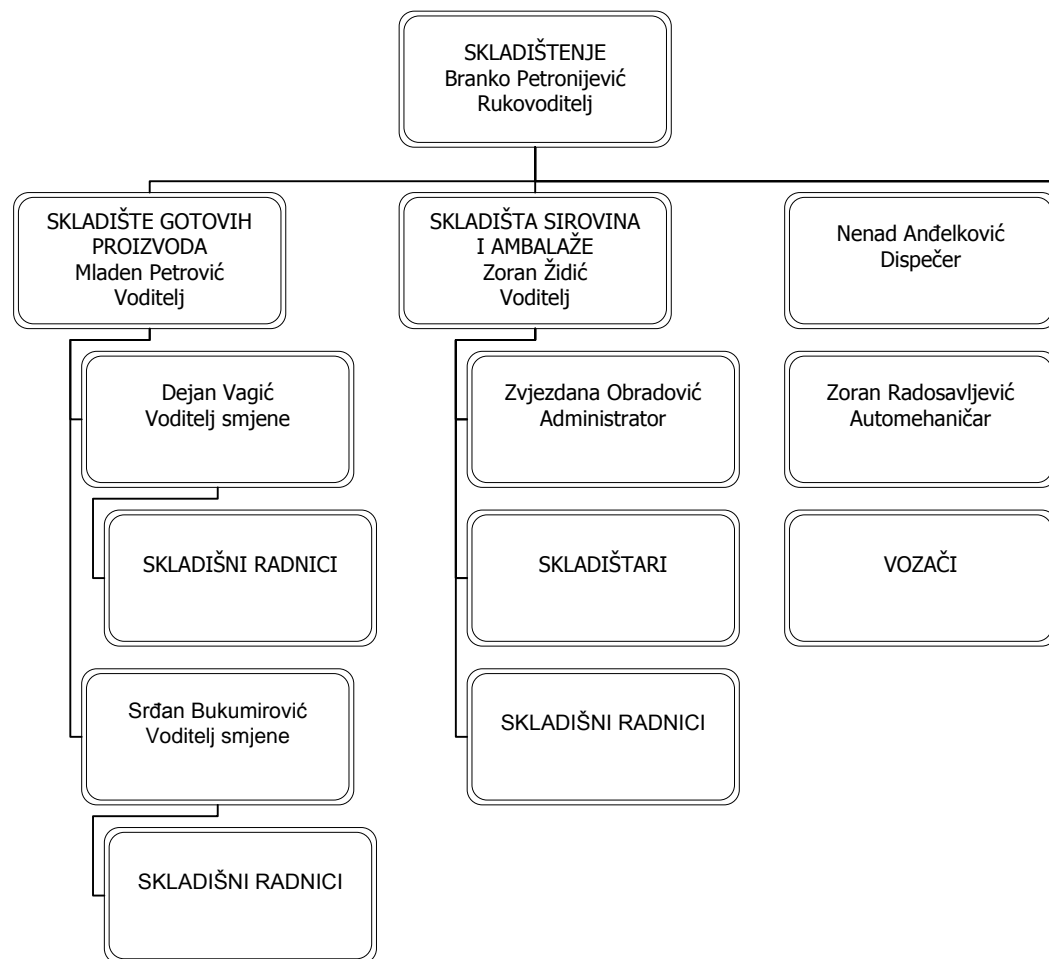 SKLADIŠTENJE
Branko Petronijević
Rukovoditelj
SKLADIŠTE GOTOVIH
PROIZVODA
Mladen Petrović
Voditelj
SKLADIŠTA SIROVINA
I AMBALAŽE
Zoran Židić
Voditelj
Nenad Anđelković
Dispečer
Dejan Vagić
Voditelj smjene
Zvjezdana Obradović
Administrator
Zoran Radosavljević
Automehaničar
SKLADIŠNI RADNICI
SKLADIŠTARI
VOZAČI
Srđan Bukumirović
Voditelj smjene
SKLADIŠNI RADNICI
SKLADIŠNI RADNICI